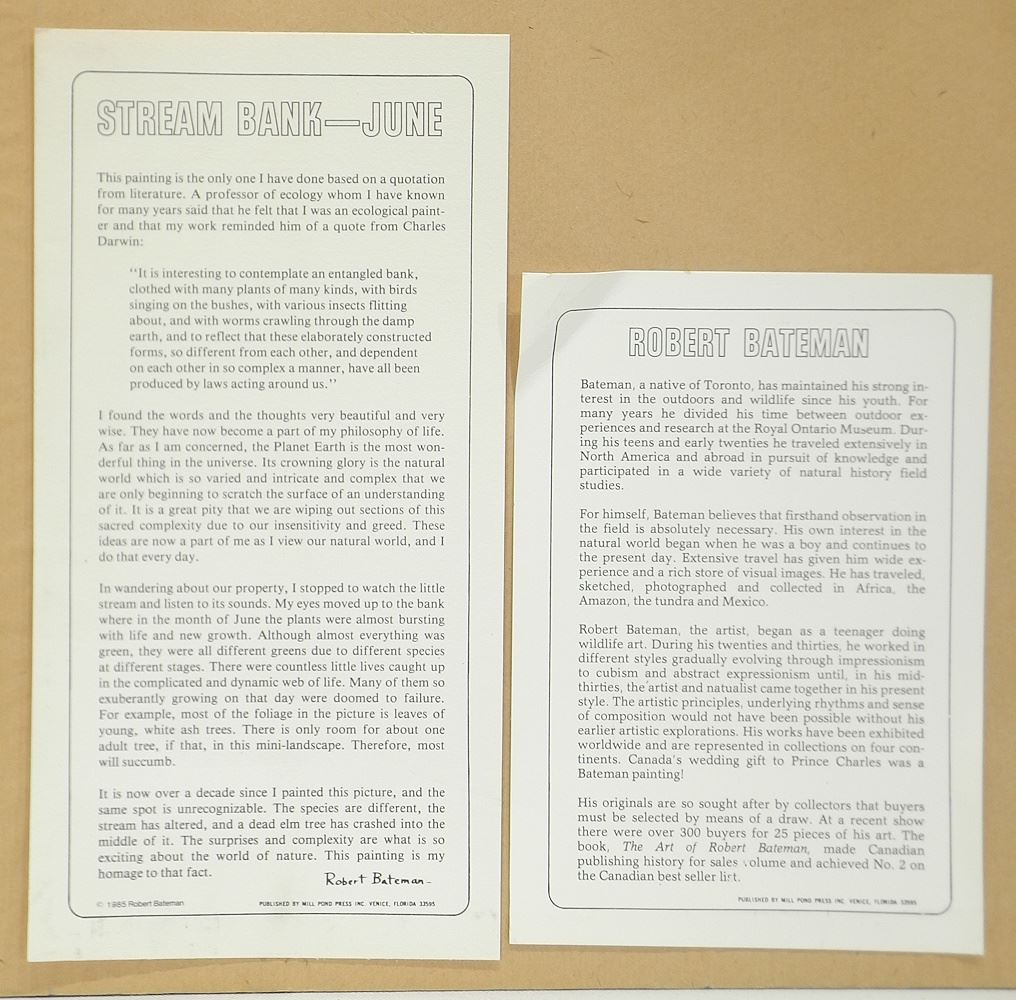 STREAM BANK—JUNE
This painting is the only one I have done based on a quotation
from literature. A professor of ecology whom I have known
for many years said that he felt that I was an ecological paint-
er and that my work reminded him of a quote from Charles
Darwin:
"It is interesting to contemplate an entangled bank,
clothed with many plants of many kinds, with birds
singing on the bushes, with various insects flitting
about, and with worms crawling through the damp
earth, and to reflect that these elaborately constructed
forms, so different from each other, and dependent
on each other in so complex a manner, have all been
produced by laws acting around us."
I found the words and the thoughts very beautiful and very
wise. They have now become a part of my philosophy of life.
As far as I am concerned, the Planet Earth is the most won-
derful thing in the universe. Its crowning glory is the natural
world which is so varied and intricate and complex that we
are only beginning to scratch the surface of an understanding
of it. It is a great pity that we are wiping out sections of this
sacred complexity due to our insensitivity and greed. These
ideas are now a part of me as I view our natural world, and I
do that every day.
In wandering about our property, I stopped to watch the little
stream and listen to its sounds. My eyes moved up to the bank
where in the month of June the plants were almost bursting
with life and new growth. Although almost everything was
green, they were all different greens due to different species
at different stages. There were countless little lives caught up
in the complicated and dynamic web of life. Many of them so
exuberantly growing on that day were doomed to failure.
For example, most of the foliage in the picture is leaves of
young, white ash trees. There is only room for about one
adult tree, if that, in this mini-landscape. Therefore, most
will succumb.
It is now over a decade since I painted this picture, and the
same spot is unrecognizable. The species are different, the
stream has altered, and a dead elm tree has crashed into the
middle of it. The surprises and complexity are what is so
exciting about the world of nature. This painting is my
homage to that fact.
Robert Bateman-
© 1985 Robert Bateman
PUBLISHED BY MILL POND PRESS INC. VENICE, FLORIDA 33595
ROBERT BATEMAN
Bateman, a native of Toronto, has maintained his strong in-
terest in the outdoors and wildlife since his youth. For
many years he divided his time between outdoor ex-
periences and research at the Royal Ontario Museum. Dur-
ing his teens and early twenties he traveled extensively in
North America and abroad in pursuit of knowledge and
participated in a wide variety of natural history field
studies.
For himself, Bateman believes that firsthand observation in
the field is absolutely necessary. His own interest in the
natural world began when he was a boy and continues to
the present day. Extensive travel has given him wide ex-
perience and a rich store of visual images. He has traveled,
sketched, photographed and collected in Africa, the
Amazon, the tundra and Mexico.
Robert Bateman, the artist, began as a teenager doing
wildlife art. During his twenties and thirties, he worked in
different styles gradually evolving through impressionism
to cubism and abstract expressionism until, in his mid-
thirties, the artist and natualist came together in his present
style. The artistic principles, underlying rhythms and sense
of composition would not have been possible without his
earlier artistic explorations. His works have been exhibited
worldwide and are represented in collections on four con-
tinents. Canada's wedding gift to Prince Charles was a
Bateman painting!
His originals are so sought after by collectors that buyers
must be selected by means of a draw. At a recent show
there were over 300 buyers for 25 pieces of his art. The
book, The Art of Robert Bateman, made Canadian
publishing history for sales volume and achieved No. 2 on
the Canadian best seller list.
PUBLISHED BY MILL POND PRESS INC. VENICE, FLORIDA 33595